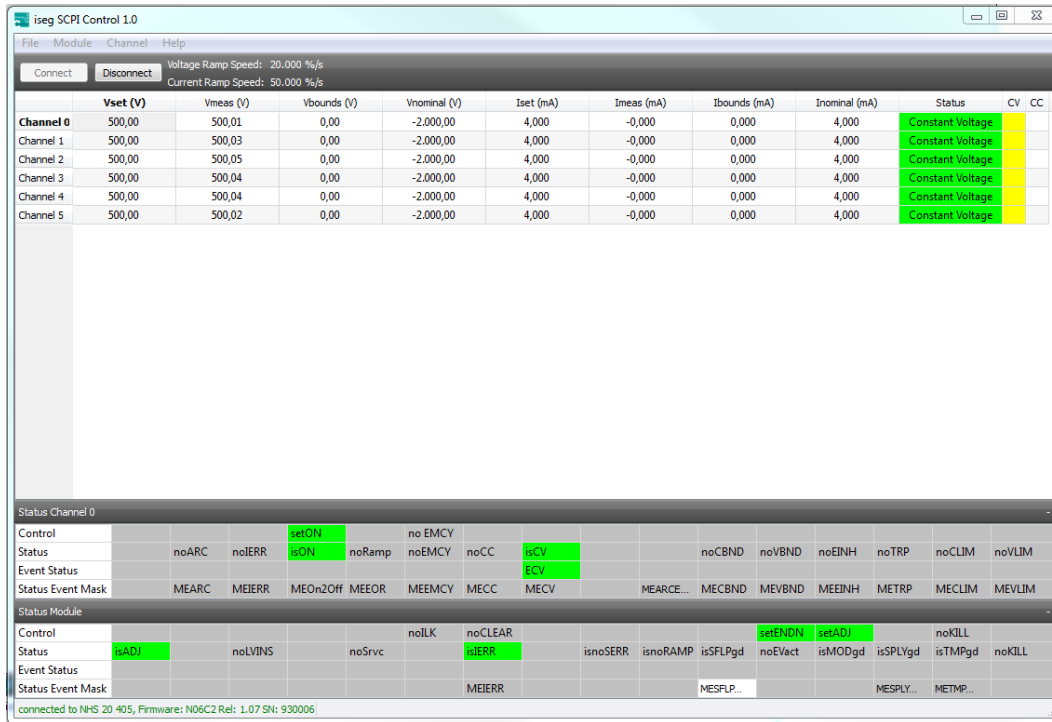 iseg SCPI Control 1.0
File Module Channel Help
Connect Disconnect Voltage Ramp Speed: 20.000 %/s
Current Ramp Speed: 50.000 %/s
Vset (V) Vmeas (V) Vbounds (V) Vnominal (V) Iset (mA) Imeas (mA) Ibounds (mA) Inominal (mA) Status CV CC
Channel 0 500,00 500,01 0,00 -2.000,00 4,000 -0,000 0,000 4,000 Constant Voltage
Channel 1 500,00 500,03 0,00 -2.000,00 4,000 -0,000 0,000 4,000 Constant Voltage
Channel 2 500,00 500,05 0,00 -2.000,00 4,000 -0,000 0,000 4,000 Constant Voltage
Channel 3 500,00 500,04 0,00 -2.000,00 4,000 -0,000 0,000 4,000 Constant Voltage
Channel 4 500,00 500,04 0,00 -2.000,00 4,000 -0,000 0,000 4,000 Constant Voltage
Channel 5 500,00 500,02 0,00 -2.000,00 4,000 -0,000 0,000 4,000 Constant Voltage
Status Channel 0
Control setON no EMCY
Status noARC noIERR isON noRamp noEMCY noCC isCV noCBND noVBND noEINH noTRP noCLIM noVLIM
Event Status ECV
Status Event Mask MEARC MEIERR MEOn2Off MEEOR MEEMCY MECC MECV MEARCE... MECBND MEVBND MEEINH METRP MECLIM MEVLIM
Status Module
Control noILK noCLEAR setENDN setADJ noKILL
Status isADJ noLVINS noSrvc isIERR isnoSERR isnoRAMP isSFLPgd noEVact isMODgd isSPLYgd isTMPgd noKILL
Event Status
Status Event Mask MEIERR MESFLP... MESPLY... METMP...
connected to NHS 20 405, Firmware: N06C2 Rel: 1.07 SN: 930006